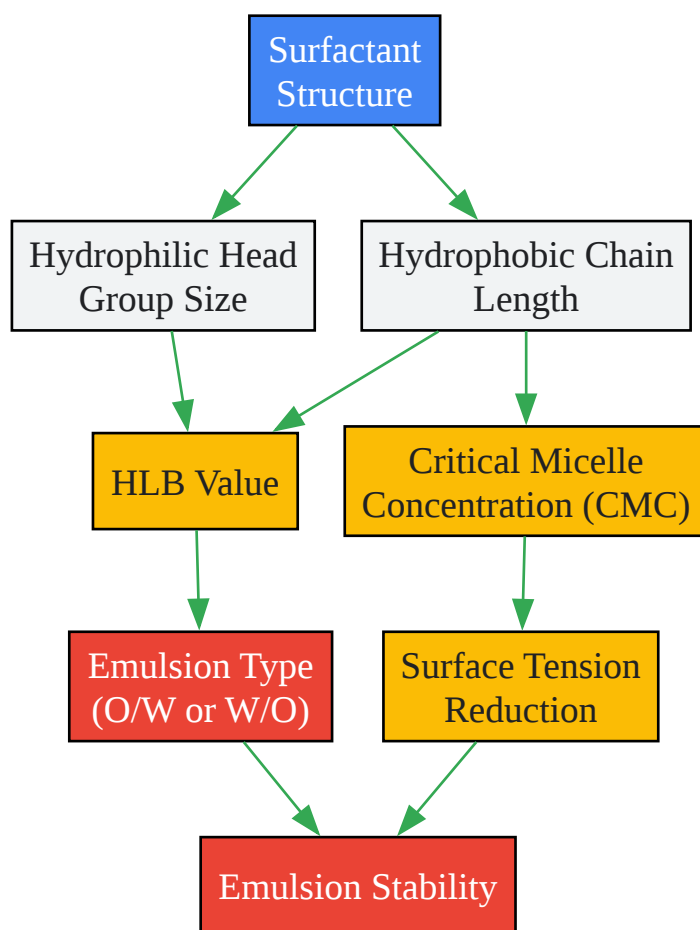 Surfactant
Structure
Hydrophilic Head
Group Size
Hydrophobic Chain
Length
HLB Value
Critical Micelle
Concentration (CMC)
Emulsion Type
(O/W or W/O)
Surface Tension
Reduction
Emulsion Stability